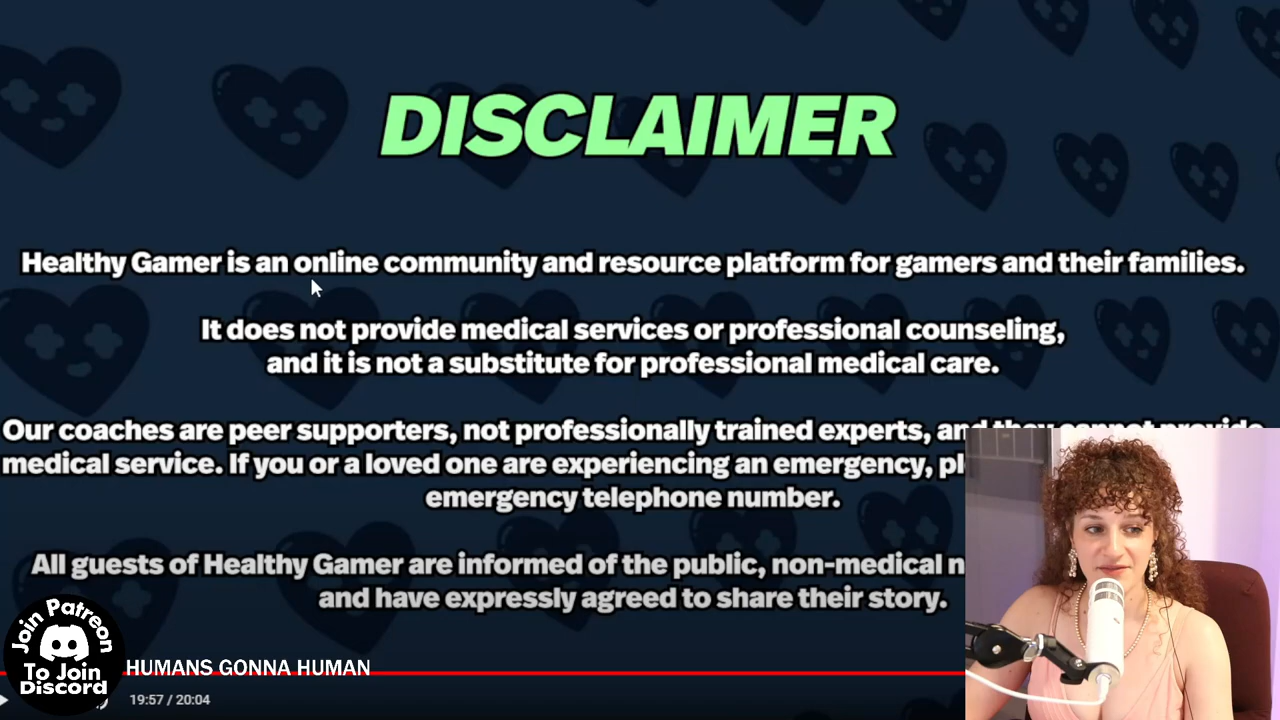 DISCLAIMER
Healthy Gamer is an online community and resource platform for gamers and their families.
It does not provide medical services or professional counseling,
and it is not a substitute for professional medical care.
Our coaches are peer supporters, not professionally trained experts, and they cannot provide
medical service. If you or a loved one are experiencing an emergency,
emergency telephone number.
All guests of Healthy Gamer are informed of the public, non-medical
and have expressly agreed to share their story.
Join Patreon
To Join
Discord
HUMANS GONNA HUMAN
19:57 / 20:04